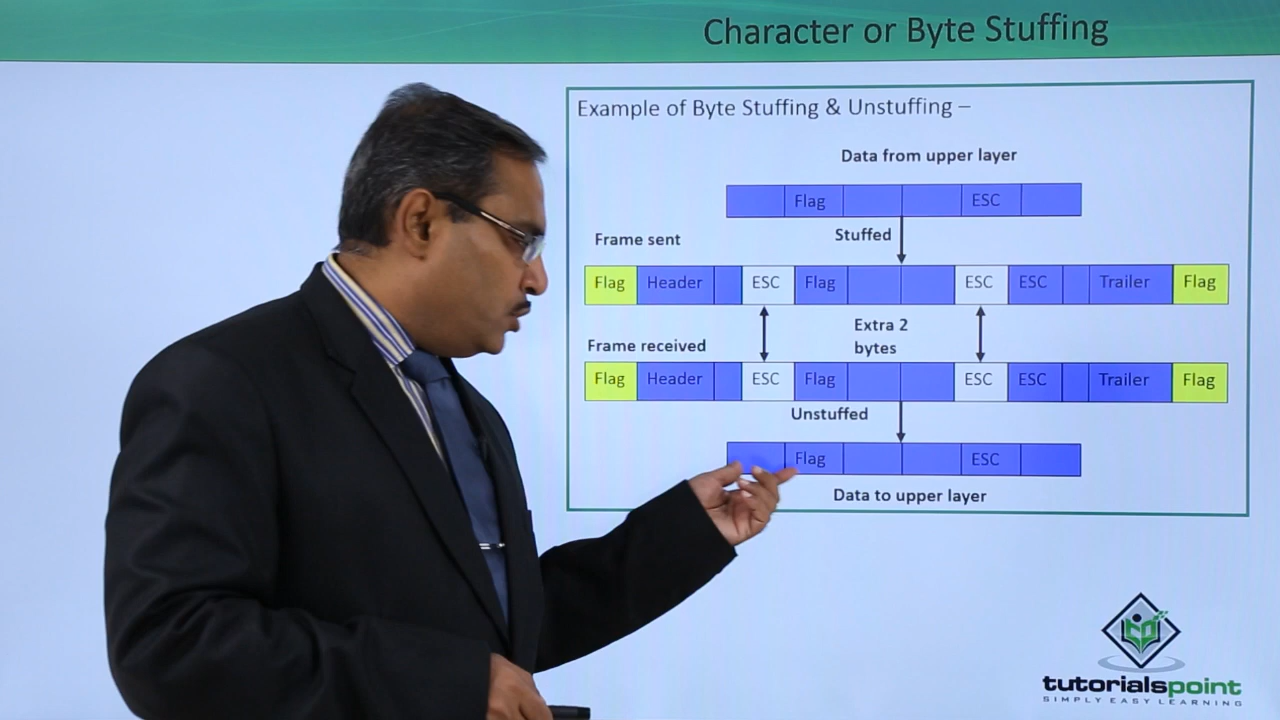 Character or Byte Stuffing
Example of Byte Stuffing & Unstuffing –
Data from upper layer
Flag ESC
Stuffed
Frame sent
Flag Header ESC Flag ESC ESC Trailer Flag
Extra 2
bytes
Frame received
Flag Header ESC Flag ESC ESC Trailer Flag
Unstuffed
Flag ESC
Data to upper layer
tutorialspoint
SIMPLY EASY LEARNING